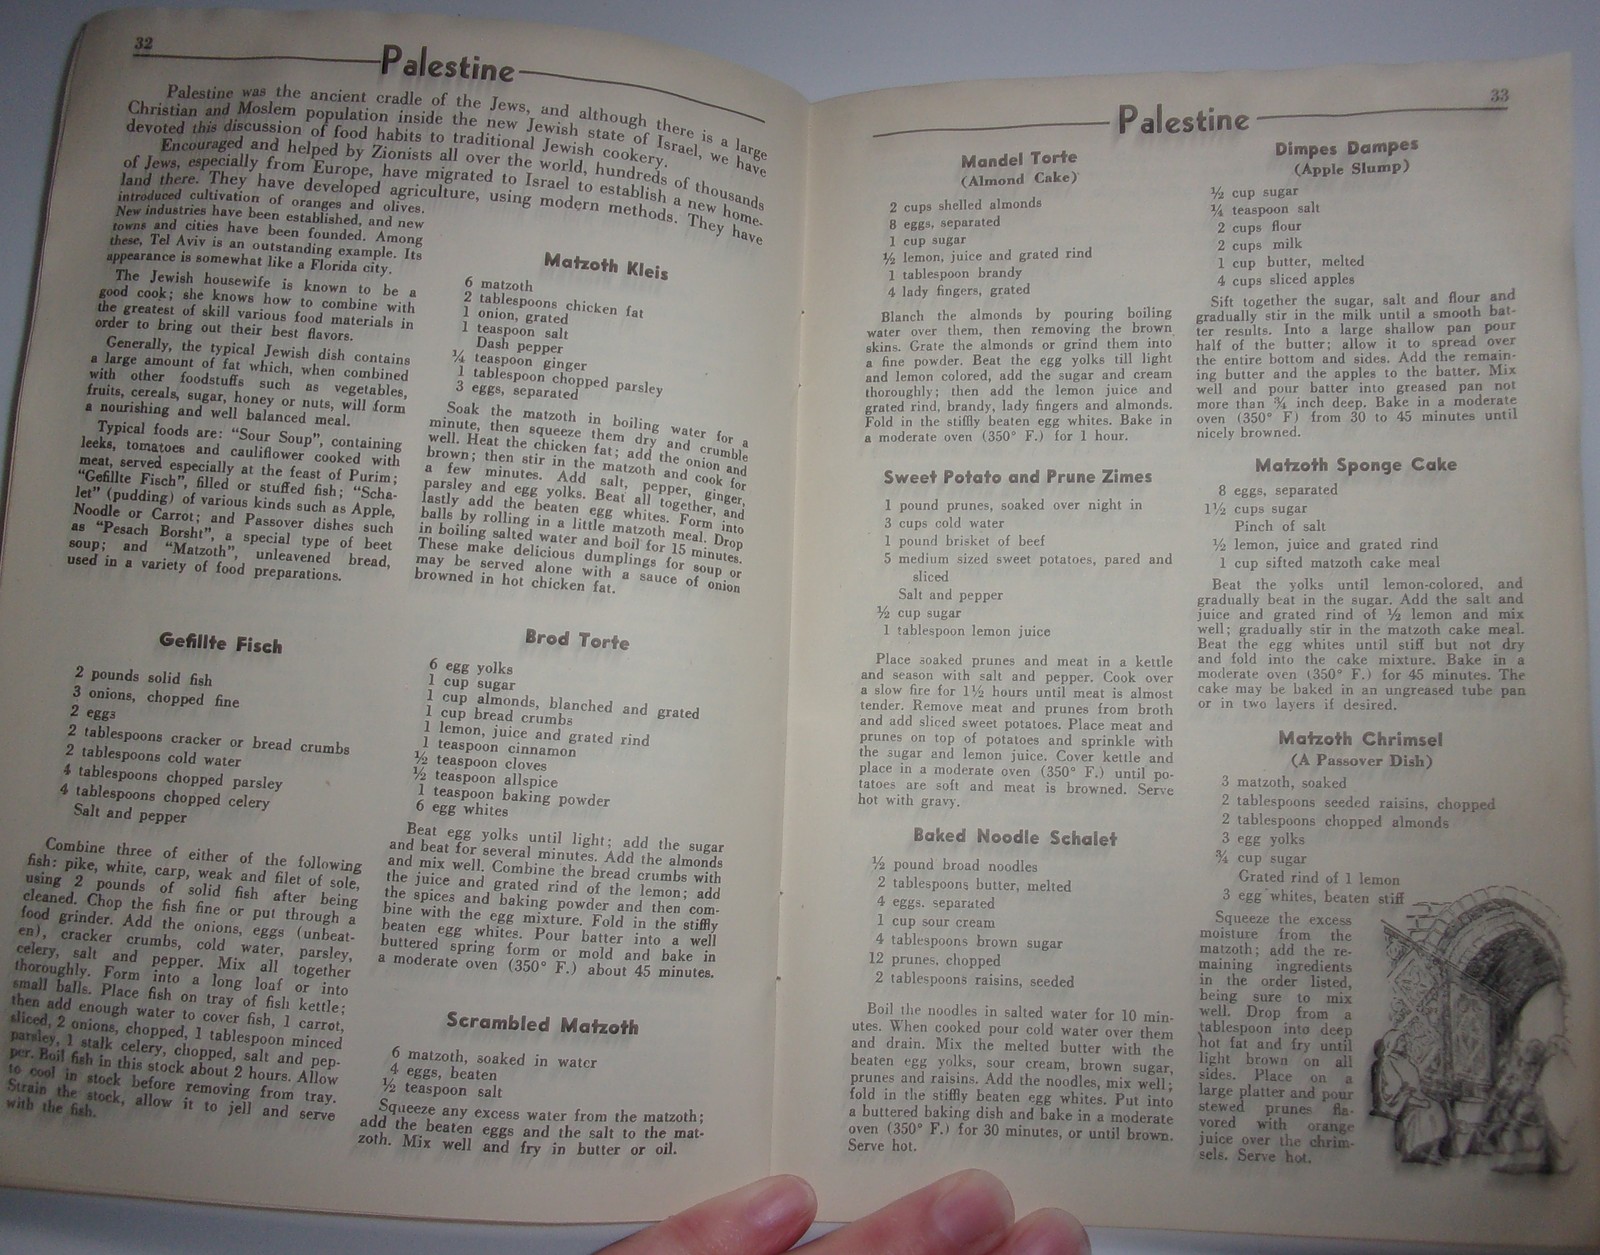 32
Palestine
Palestine was the ancient cradle of the Jews, and although there is a large
Christian and Moslem population inside the new Jewish state of Israel, we have
devoted this discussion of food habits to traditional Jewish cookery.
Encouraged and helped by Zionists all over the world, hundreds of thousands
of Jews, especially from Europe, have migrated to Israel to establish a new home-
land there. They have developed agriculture, using modern methods. They have
introduced cultivation of oranges and olives.
New industries have been established, and new
towns and cities have been founded. Among
these, Tel Aviv is an outstanding example. Its
appearance is somewhat like a Florida city.
The Jewish housewife is known to be a
good cook; she knows how to combine with
the greatest of skill various food materials in
order to bring out their best flavors.
Generally, the typical Jewish dish contains
a large amount of fat which, when combined
with other foodstuffs such as vegetables,
fruits, cereals, sugar, honey or nuts, will form
a nourishing and well balanced meal.
Typical foods are: "Sour Soup", containing
leeks, tomatoes and cauliflower cooked with
meat, served especially at the feast of Purim;
"Gefillte Fisch", filled or stuffed fish; "Scha-
let" (pudding) of various kinds such as Apple,
Noodle or Carrot; and Passover dishes such
as "Pesach Borsht", a special type of beet
soup; and "Matzoth", unleavened bread,
used in a variety of food preparations.
Gefillte Fisch
2 pounds solid fish
3 onions, chopped fine
2 eggs
2 tablespoons cracker or bread crumbs
2 tablespoons cold water
4 tablespoons chopped parsley
4 tablespoons chopped celery
Salt and pepper
Combine three of either of the following
fish: pike, white, carp, weak and filet of sole,
using 2 pounds of solid fish after being
cleaned. Chop the fish fine or put through a
food grinder. Add the onions, eggs (unbeat-
en), cracker crumbs, cold water, parsley,
celery, salt and pepper. Mix all together
thoroughly. Form into a long loaf or into
small balls. Place fish on tray of fish kettle;
then add enough water to cover fish, 1 carrot,
sliced, 2 onions, chopped, 1 tablespoon minced
parsley, 1 stalk celery, chopped, salt and pep-
per. Boil fish in this stock about 2 hours. Allow
to cool in stock before removing from tray.
Strain the stock, allow it to jell and serve
with the fish.
Matzoth Kleis
6 matzoth
2 tablespoons chicken fat
1 onion, grated
1 teaspoon salt
Dash pepper
¼ teaspoon ginger
1 tablespoon chopped parsley
3 eggs, separated
Soak the matzoth in boiling water for a
minute, then squeeze them dry and crumble
well. Heat the chicken fat; add the onion and
brown; then stir in the matzoth and cook for
a few minutes. Add salt, pepper, ginger,
parsley and egg yolks. Beat all together, and
lastly add the beaten egg whites. Form into
balls by rolling in a little matzoth meal. Drop
in boiling salted water and boil for 15 minutes.
These make delicious dumplings for soup or
may be served alone with a sauce of onion
browned in hot chicken fat.
Brod Torte
6 egg yolks
1 cup sugar
1 cup almonds, blanched and grated
1 cup bread crumbs
1 lemon, juice and grated rind
1 teaspoon cinnamon
½ teaspoon cloves
½ teaspoon allspice
1 teaspoon baking powder
6 egg whites
Beat egg yolks until light; add the sugar
and beat for several minutes. Add the almonds
and mix well. Combine the bread crumbs with
the juice and grated rind of the lemon; add
the spices and baking powder and then com-
bine with the egg mixture. Fold in the stiffly
beaten egg whites. Pour batter into a well
buttered spring form or mold and bake in
a moderate oven (350° F.) about 45 minutes.
Scrambled Matzoth
6 matzoth, soaked in water
4 eggs, beaten
½ teaspoon salt
Squeeze any excess water from the matzoth;
add the beaten eggs and the salt to the mat-
zoth. Mix well and fry in butter or oil.
33
Palestine
Mandel Torte
(Almond Cake)
2 cups shelled almonds
8 eggs, separated
1 cup sugar
½ lemon, juice and grated rind
1 tablespoon brandy
4 lady fingers, grated
Blanch the almonds by pouring boiling
water over them, then removing the brown
skins. Grate the almonds or grind them into
a fine powder. Beat the egg yolks till light
and lemon colored, add the sugar and cream
thoroughly; then add the lemon juice and
grated rind, brandy, lady fingers and almonds.
Fold in the stiffly beaten egg whites. Bake in
a moderate oven (350° F.) for 1 hour.
Sweet Potato and Prune Zimes
1 pound prunes, soaked over night in
3 cups cold water
1 pound brisket of beef
5 medium sized sweet potatoes, pared and
sliced
Salt and pepper
½ cup sugar
1 tablespoon lemon juice
Place soaked prunes and meat in a kettle
and season with salt and pepper. Cook over
a slow fire for 1½ hours until meat is almost
tender. Remove meat and prunes from broth
and add sliced sweet potatoes. Place meat and
prunes on top of potatoes and sprinkle with
the sugar and lemon juice. Cover kettle and
place in a moderate oven (350° F.) until po-
tatoes are soft and meat is browned. Serve
hot with gravy.
Baked Noodle Schalet
½ pound broad noodles
2 tablespoons butter, melted
4 eggs, separated
1 cup sour cream
4 tablespoons brown sugar
12 prunes, chopped
2 tablespoons raisins, seeded
Boil the noodles in salted water for 10 min-
utes. When cooked pour cold water over them
and drain. Mix the melted butter with the
beaten egg yolks, sour cream, brown sugar,
prunes and raisins. Add the noodles, mix well;
fold in the stiffly beaten egg whites. Put into
a buttered baking dish and bake in a moderate
oven (350° F.) for 30 minutes, or until brown.
Serve hot.
Dimpes Dampes
(Apple Slump)
½ cup sugar
¼ teaspoon salt
2 cups flour
2 cups milk
1 cup butter, melted
4 cups sliced apples
Sift together the sugar, salt and flour and
gradually stir in the milk until a smooth bat-
ter results. Into a large shallow pan pour
half of the butter; allow it to spread over
the entire bottom and sides. Add the remain-
ing butter and the apples to the batter. Mix
well and pour batter into greased pan not
more than ¾ inch deep. Bake in a moderate
oven (350° F) from 30 to 45 minutes until
nicely browned.
Matzoth Sponge Cake
8 eggs, separated
1½ cups sugar
Pinch of salt
½ lemon, juice and grated rind
1 cup sifted matzoth cake meal
Beat the yolks until lemon-colored, and
gradually beat in the sugar. Add the salt and
juice and grated rind of ½ lemon and mix
well; gradually stir in the matzoth cake meal.
Beat the egg whites until stiff but not dry
and fold into the cake mixture. Bake in a
moderate oven (350° F.) for 45 minutes. The
cake may be baked in an ungreased tube pan
or in two layers if desired.
Matzoth Chrimsel
(A Passover Dish)
3 matzoth, soaked
2 tablespoons seeded raisins, chopped
2 tablespoons chopped almonds
3 egg yolks
¾ cup sugar
Grated rind of 1 lemon
3 egg whites, beaten stiff
Squeeze the excess
moisture from the
matzoth; add the re-
maining ingredients
in the order listed,
being sure to mix
well. Drop from a
tablespoon into deep
hot fat and fry until
light brown on all
sides. Place on a
large platter and pour
stewed prunes fla-
vored with orange
juice over the chrim-
sels. Serve hot.